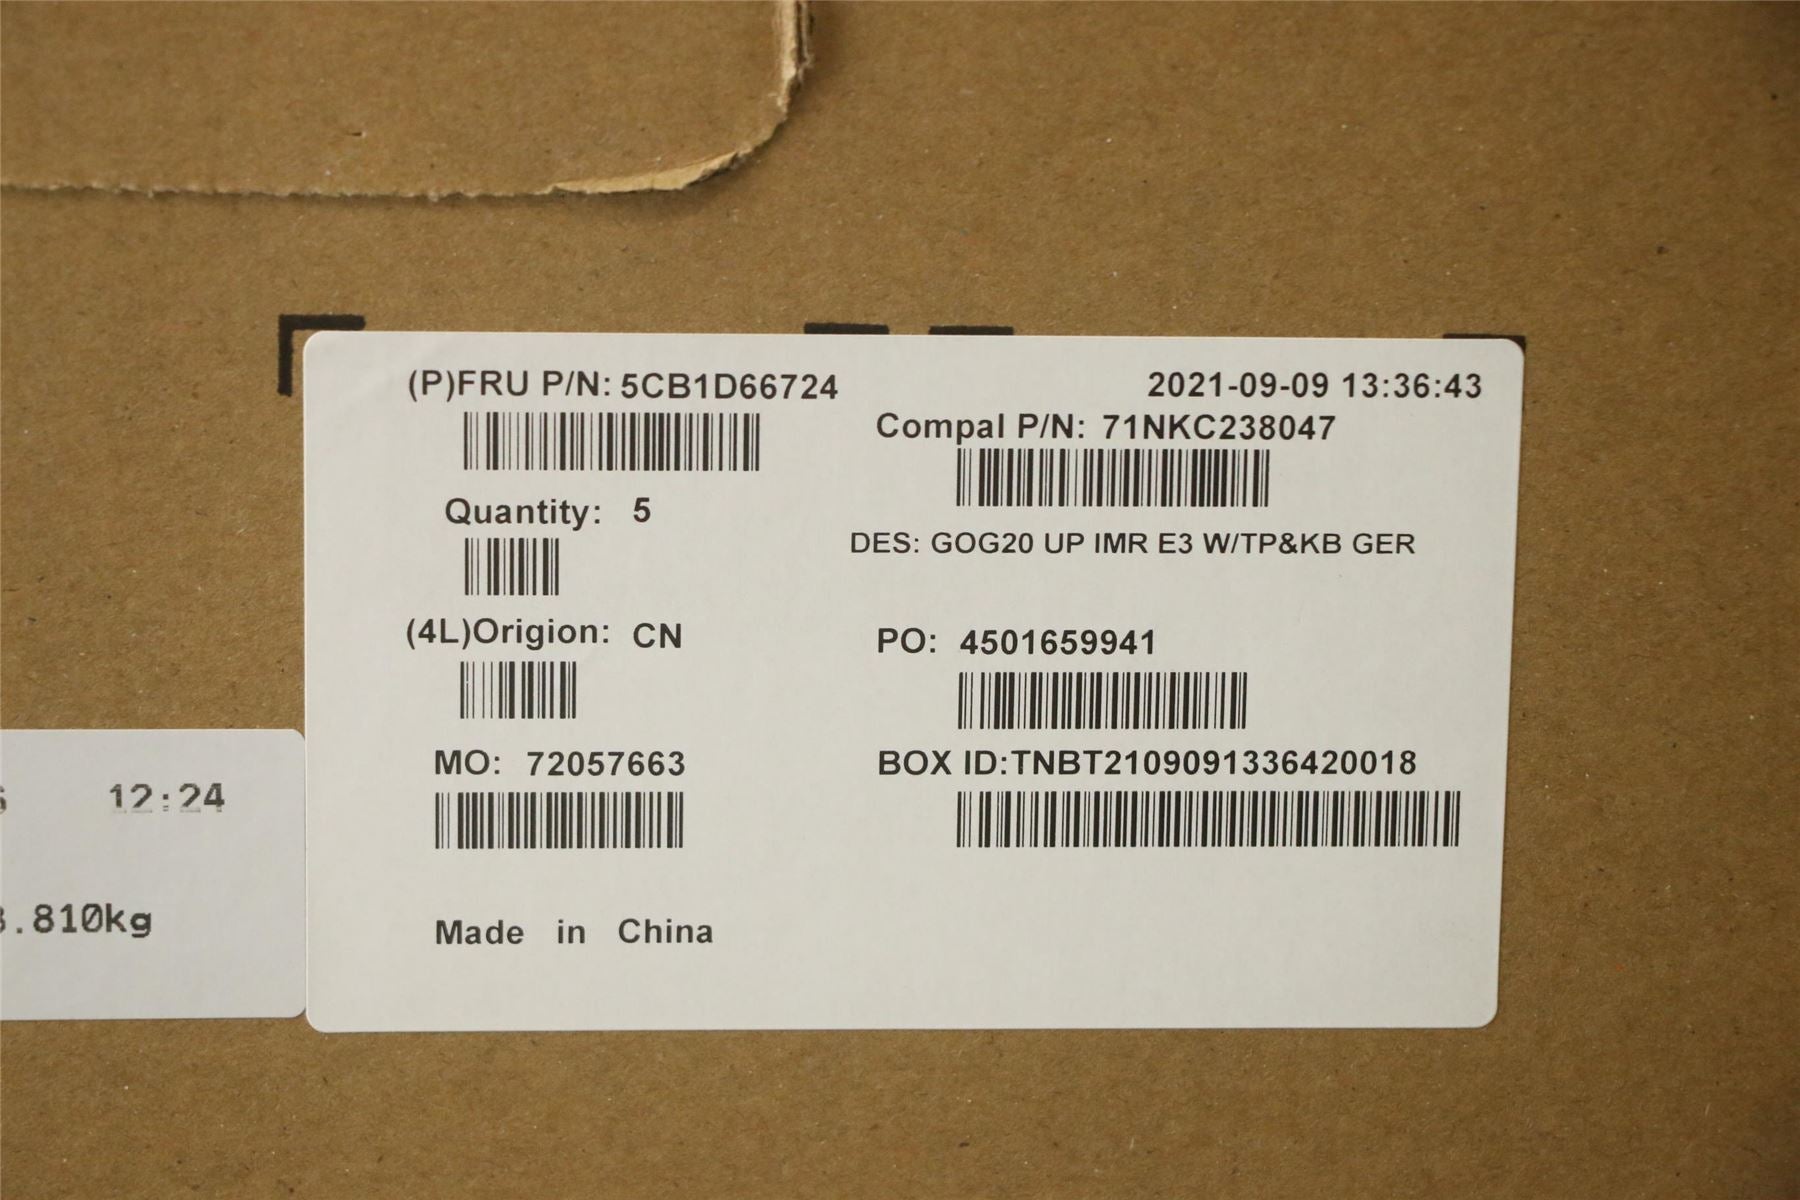 (P)FRU P/N: 5CB1D66724
2021-09-09 13:36:43
Compal P/N: 71NKC238047
Quantity: 5
DES: GOG20 UP IMR E3 W/TP&KB GER
(4L)Origion: CN
PO: 4501659941
MO: 72057663
BOX ID:TNBT2109091336420018
Made in China
12:24
.810kg